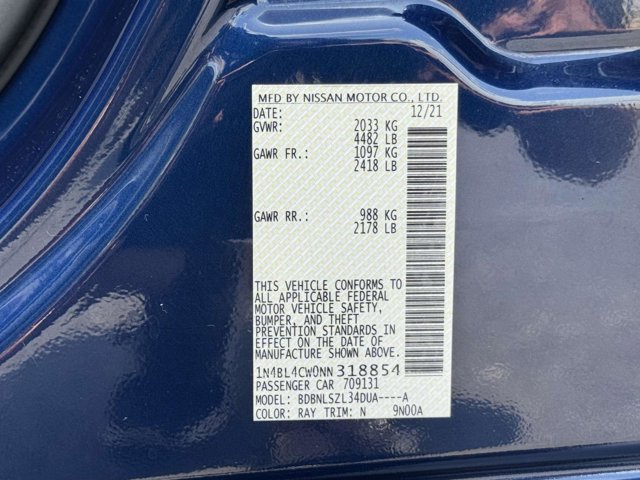 MFD BY NISSAN MOTOR CO., LTD.
DATE: 12/21
GVWR: 2033 KG
4482 LB
GAWR FR.: 1097 KG
2418 LB
GAWR RR.: 988 KG
2178 LB
THIS VEHICLE CONFORMS TO
ALL APPLICABLE FEDERAL
MOTOR VEHICLE SAFETY,
BUMPER, AND THEFT
PREVENTION STANDARDS IN
EFFECT ON THE DATE OF
MANUFACTURE SHOWN ABOVE.
1N4BL4CW0NN318854
PASSENGER CAR 709131
MODEL: BDBNLSZL34DUA----A
COLOR: RAY TRIM: N 9N00A